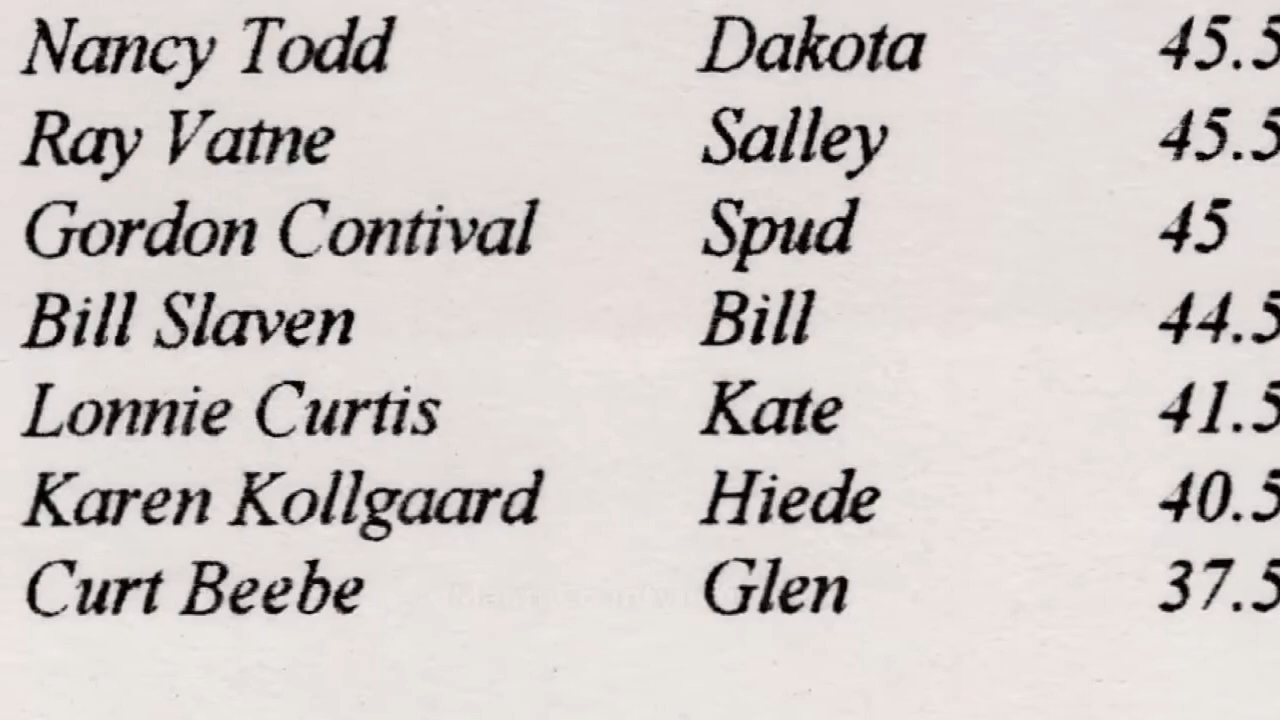 Nancy Todd Dakota 45.5
Ray Vatne Salley 45.5
Gordon Contival Spud 45
Bill Slaven Bill 44.5
Lonnie Curtis Kate 41.5
Karen Kollgaard Hiede 40.5
Curt Beebe Glen 37.5